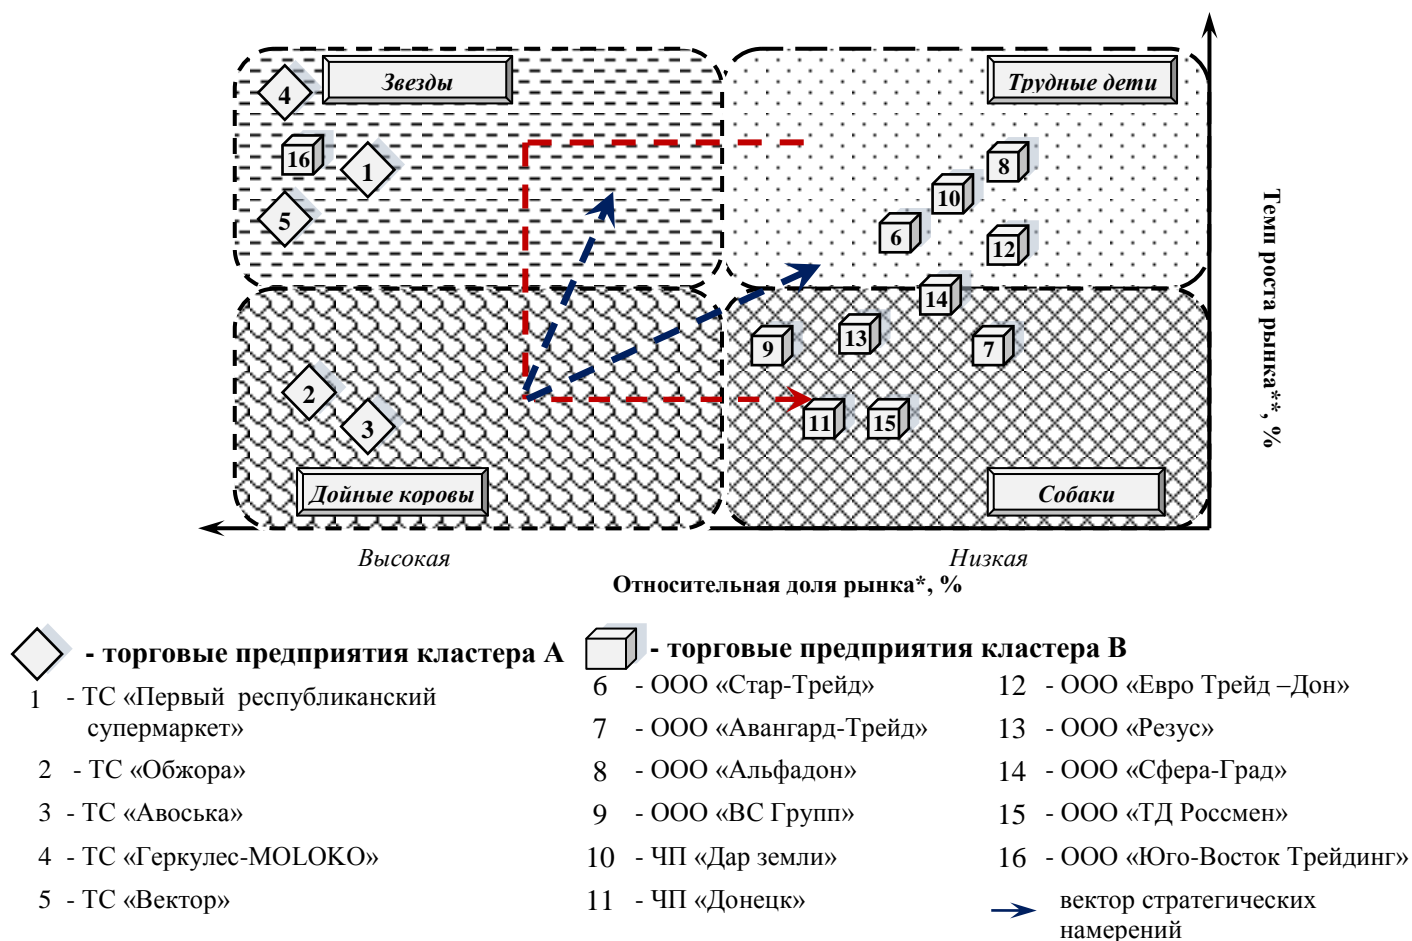 Звезды
Трудные дети
4
16
1
5
8
10
6
12
14
9
13
7
2
3
11
15
Дойные коровы
Собаки
Темп роста рынка**, %
Высокая
Низкая
Относительная доля рынка*, %
- торговые предприятия кластера А
1 - ТС «Первый республиканский
супермаркет»
2 - ТС «Обжора»
3 - ТС «Авоська»
4 - ТС «Геркулес-MOLOKO»
5 - ТС «Вектор»
- торговые предприятия кластера В
6 - ООО «Стар-Трейд»
7 - ООО «Авангард-Трейд»
8 - ООО «Альфадон»
9 - ООО «ВС Групп»
10 - ЧП «Дар земли»
11 - ЧП «Донецк»
12 - ООО «Евро Трейд –Дон»
13 - ООО «Резус»
14 - ООО «Сфера-Град»
15 - ООО «ТД Россмен»
16 - ООО «Юго-Восток Трейдинг»
вектор стратегических
намерений